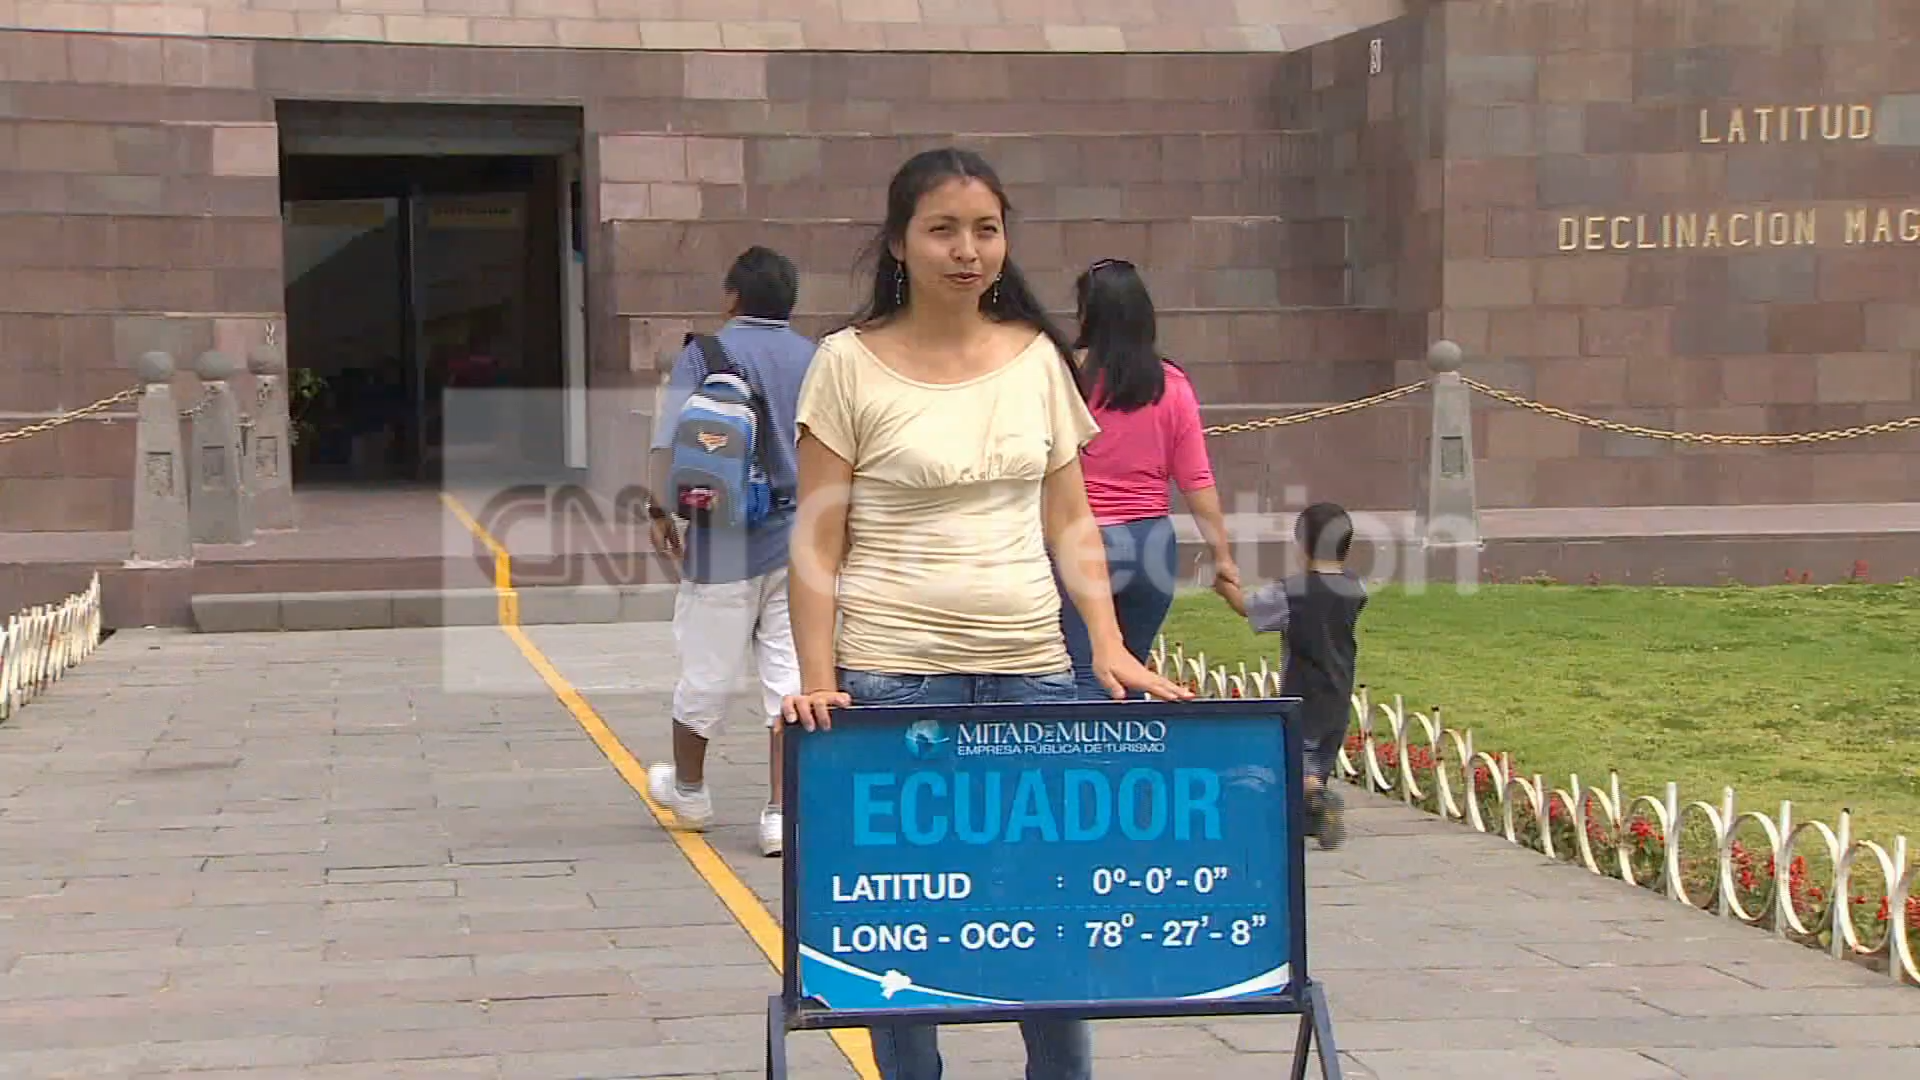 LATITUD
DECLINACION MAG
CNN Collection
MITAD DEL MUNDO
EMPRESA PÚBLICA DE TURISMO
ECUADOR
LATITUD : 0º-0'-0”
LONG - OCC : 78º - 27'- 8”